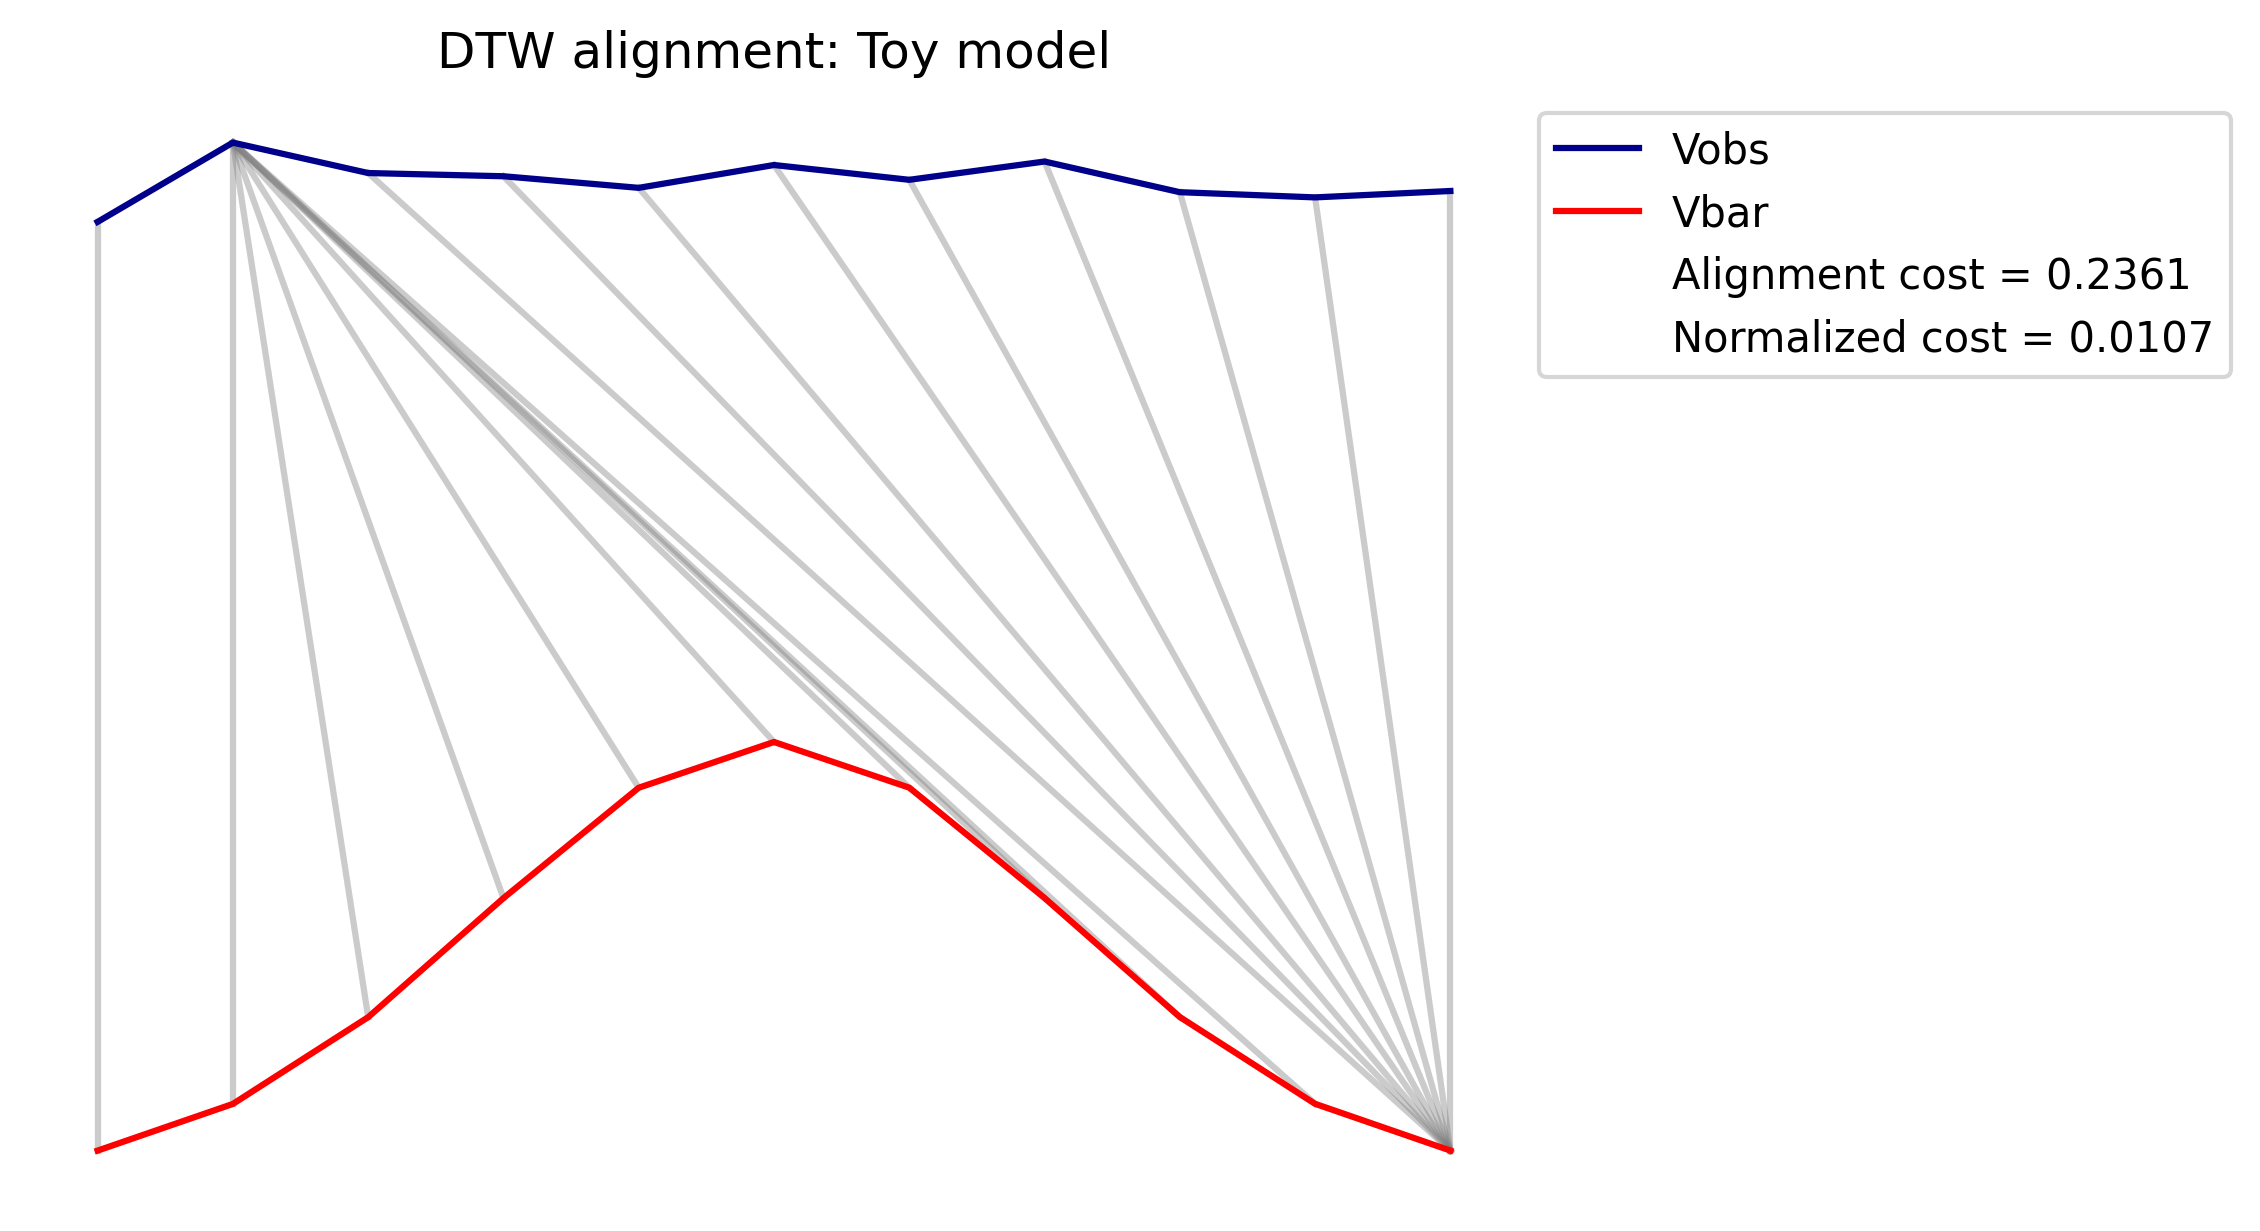 DTW alignment: Toy model
Vobs
Vbar
Alignment cost = 0.2361
Normalized cost = 0.0107